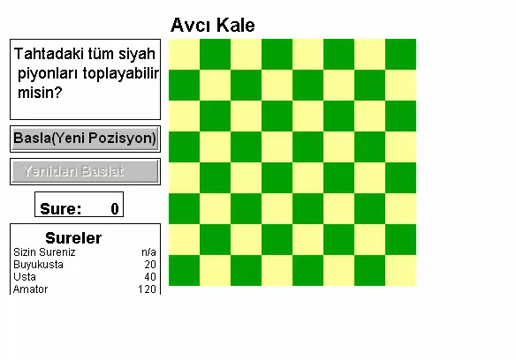 Avcı Kale
Tahtadaki tüm siyah
piyonları toplayabilir
misin?
Basla(Yeni Pozisyon)
Yeniden Baslat
Sure: 0
Sureler
Sizin Sureniz n/a
Buyukusta 20
Usta 40
Amator 120